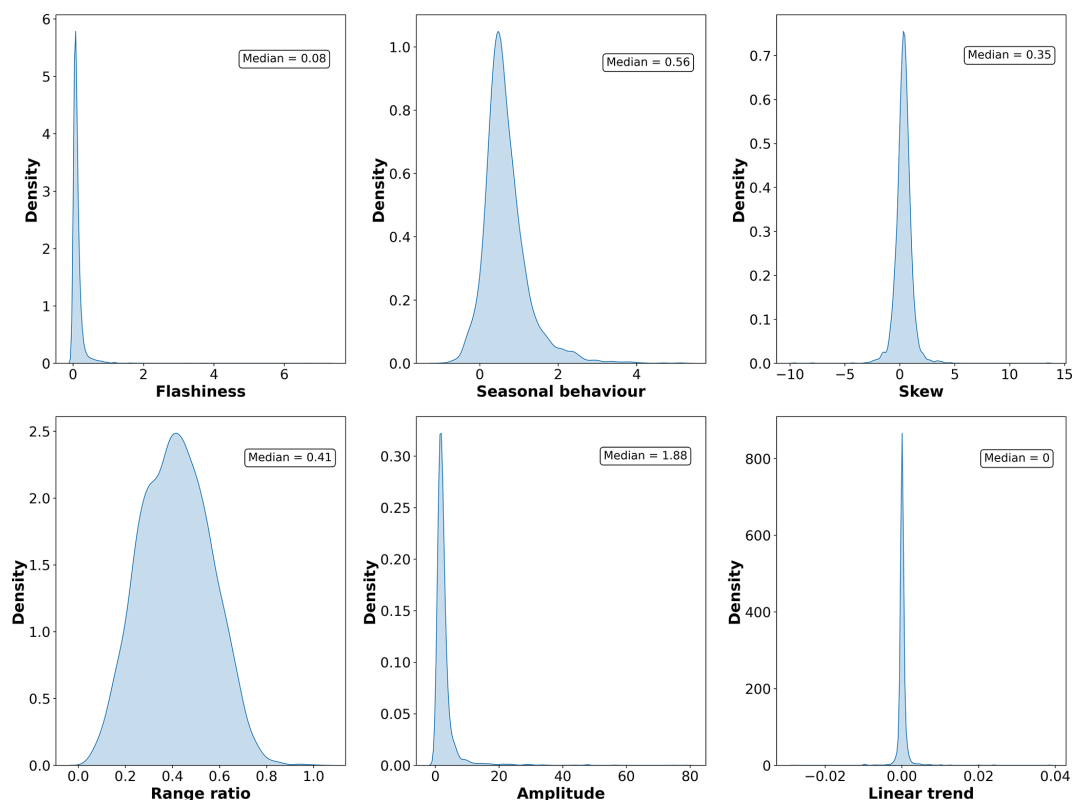 6
5
4
3
2
1
0
Density
Median = 0.08
0 2 4 6
Flashiness
1.0
0.8
0.6
0.4
0.2
0.0
Density
Median = 0.56
0 2 4
Seasonal behaviour
0.7
0.6
0.5
0.4
0.3
0.2
0.1
0.0
Density
Median = 0.35
−10 −5 0 5 10 15
Skew
2.5
2.0
1.5
1.0
0.5
0.0
Density
Median = 0.41
0.0 0.2 0.4 0.6 0.8 1.0
Range ratio
0.30
0.25
0.20
0.15
0.10
0.05
0.00
Density
Median = 1.88
0 20 40 60 80
Amplitude
800
600
400
200
0
Density
Median = 0
−0.02 0.00 0.02 0.04
Linear trend